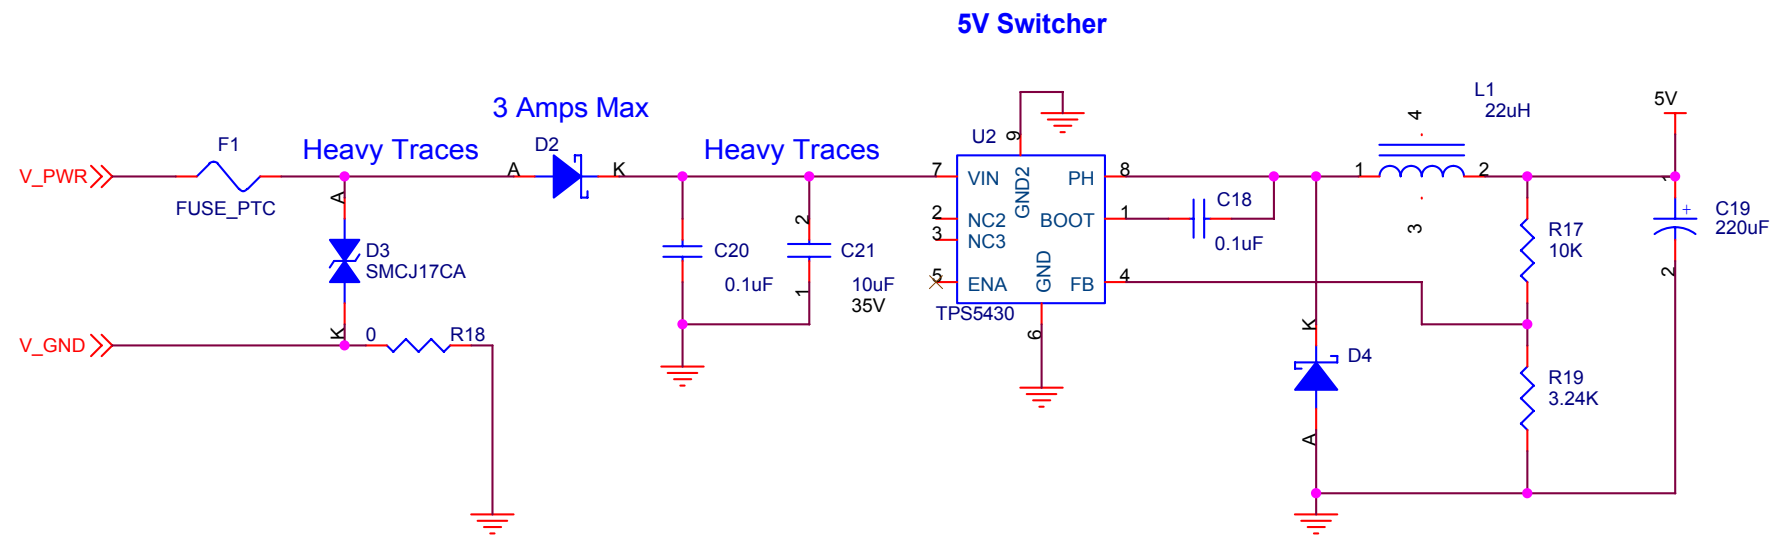 5V Switcher
3 Amps Max
Heavy Traces
Heavy Traces
V_PWR
F1
FUSE_PTC
A
D3
SMCJ17CA
K
V_GND
0
R18
A
D2
K
C20
0.1uF
2
C21
1
10uF
35V
U2
9
7
VIN
GND2
PH
8
2
NC2
BOOT
1
3
NC3
5
ENA
GND
FB
4
TPS5430
6
C18
0.1uF
K
D4
A
L1
22uH
4
1
2
3
5V
R17
10K
R19
3.24K
1
+
C19
220uF
2